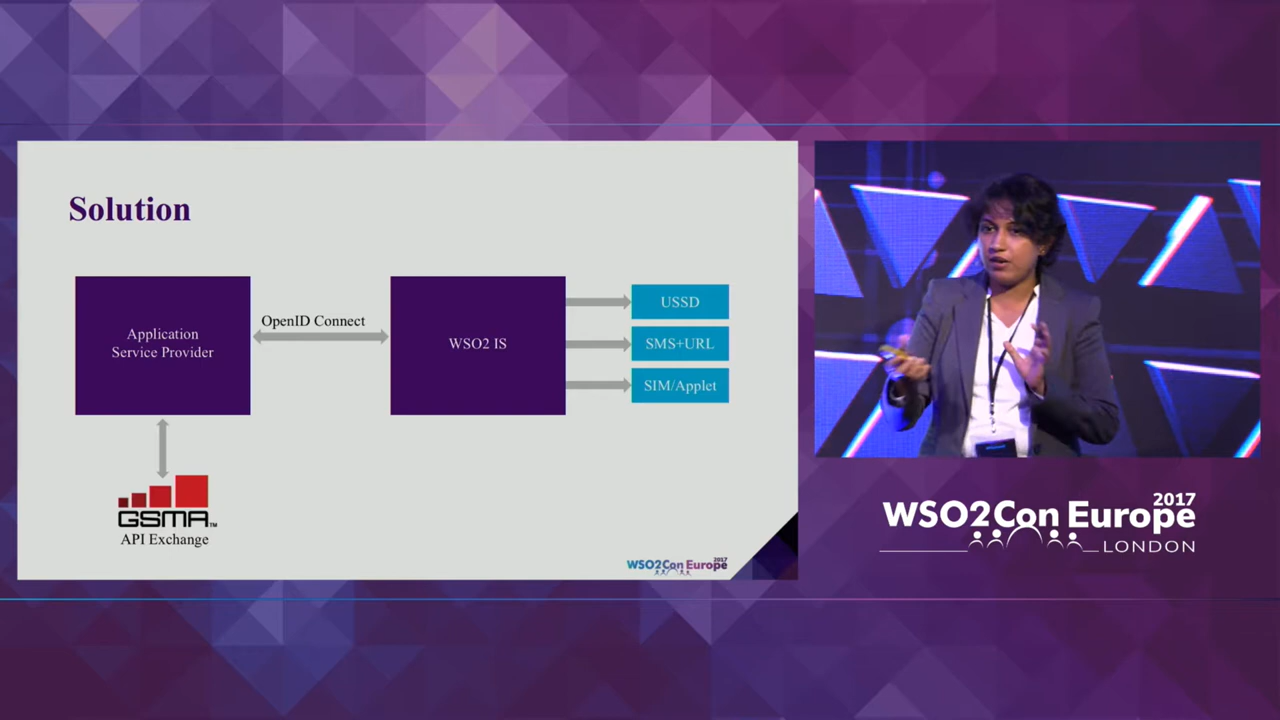 Solution
Application
Service Provider
OpenID Connect
WSO2 IS
USSD
SMS+URL
SIM/Applet
GSMA™
API Exchange
WSO2Con Europe 2017
WSO2Con Europe 2017
LONDON